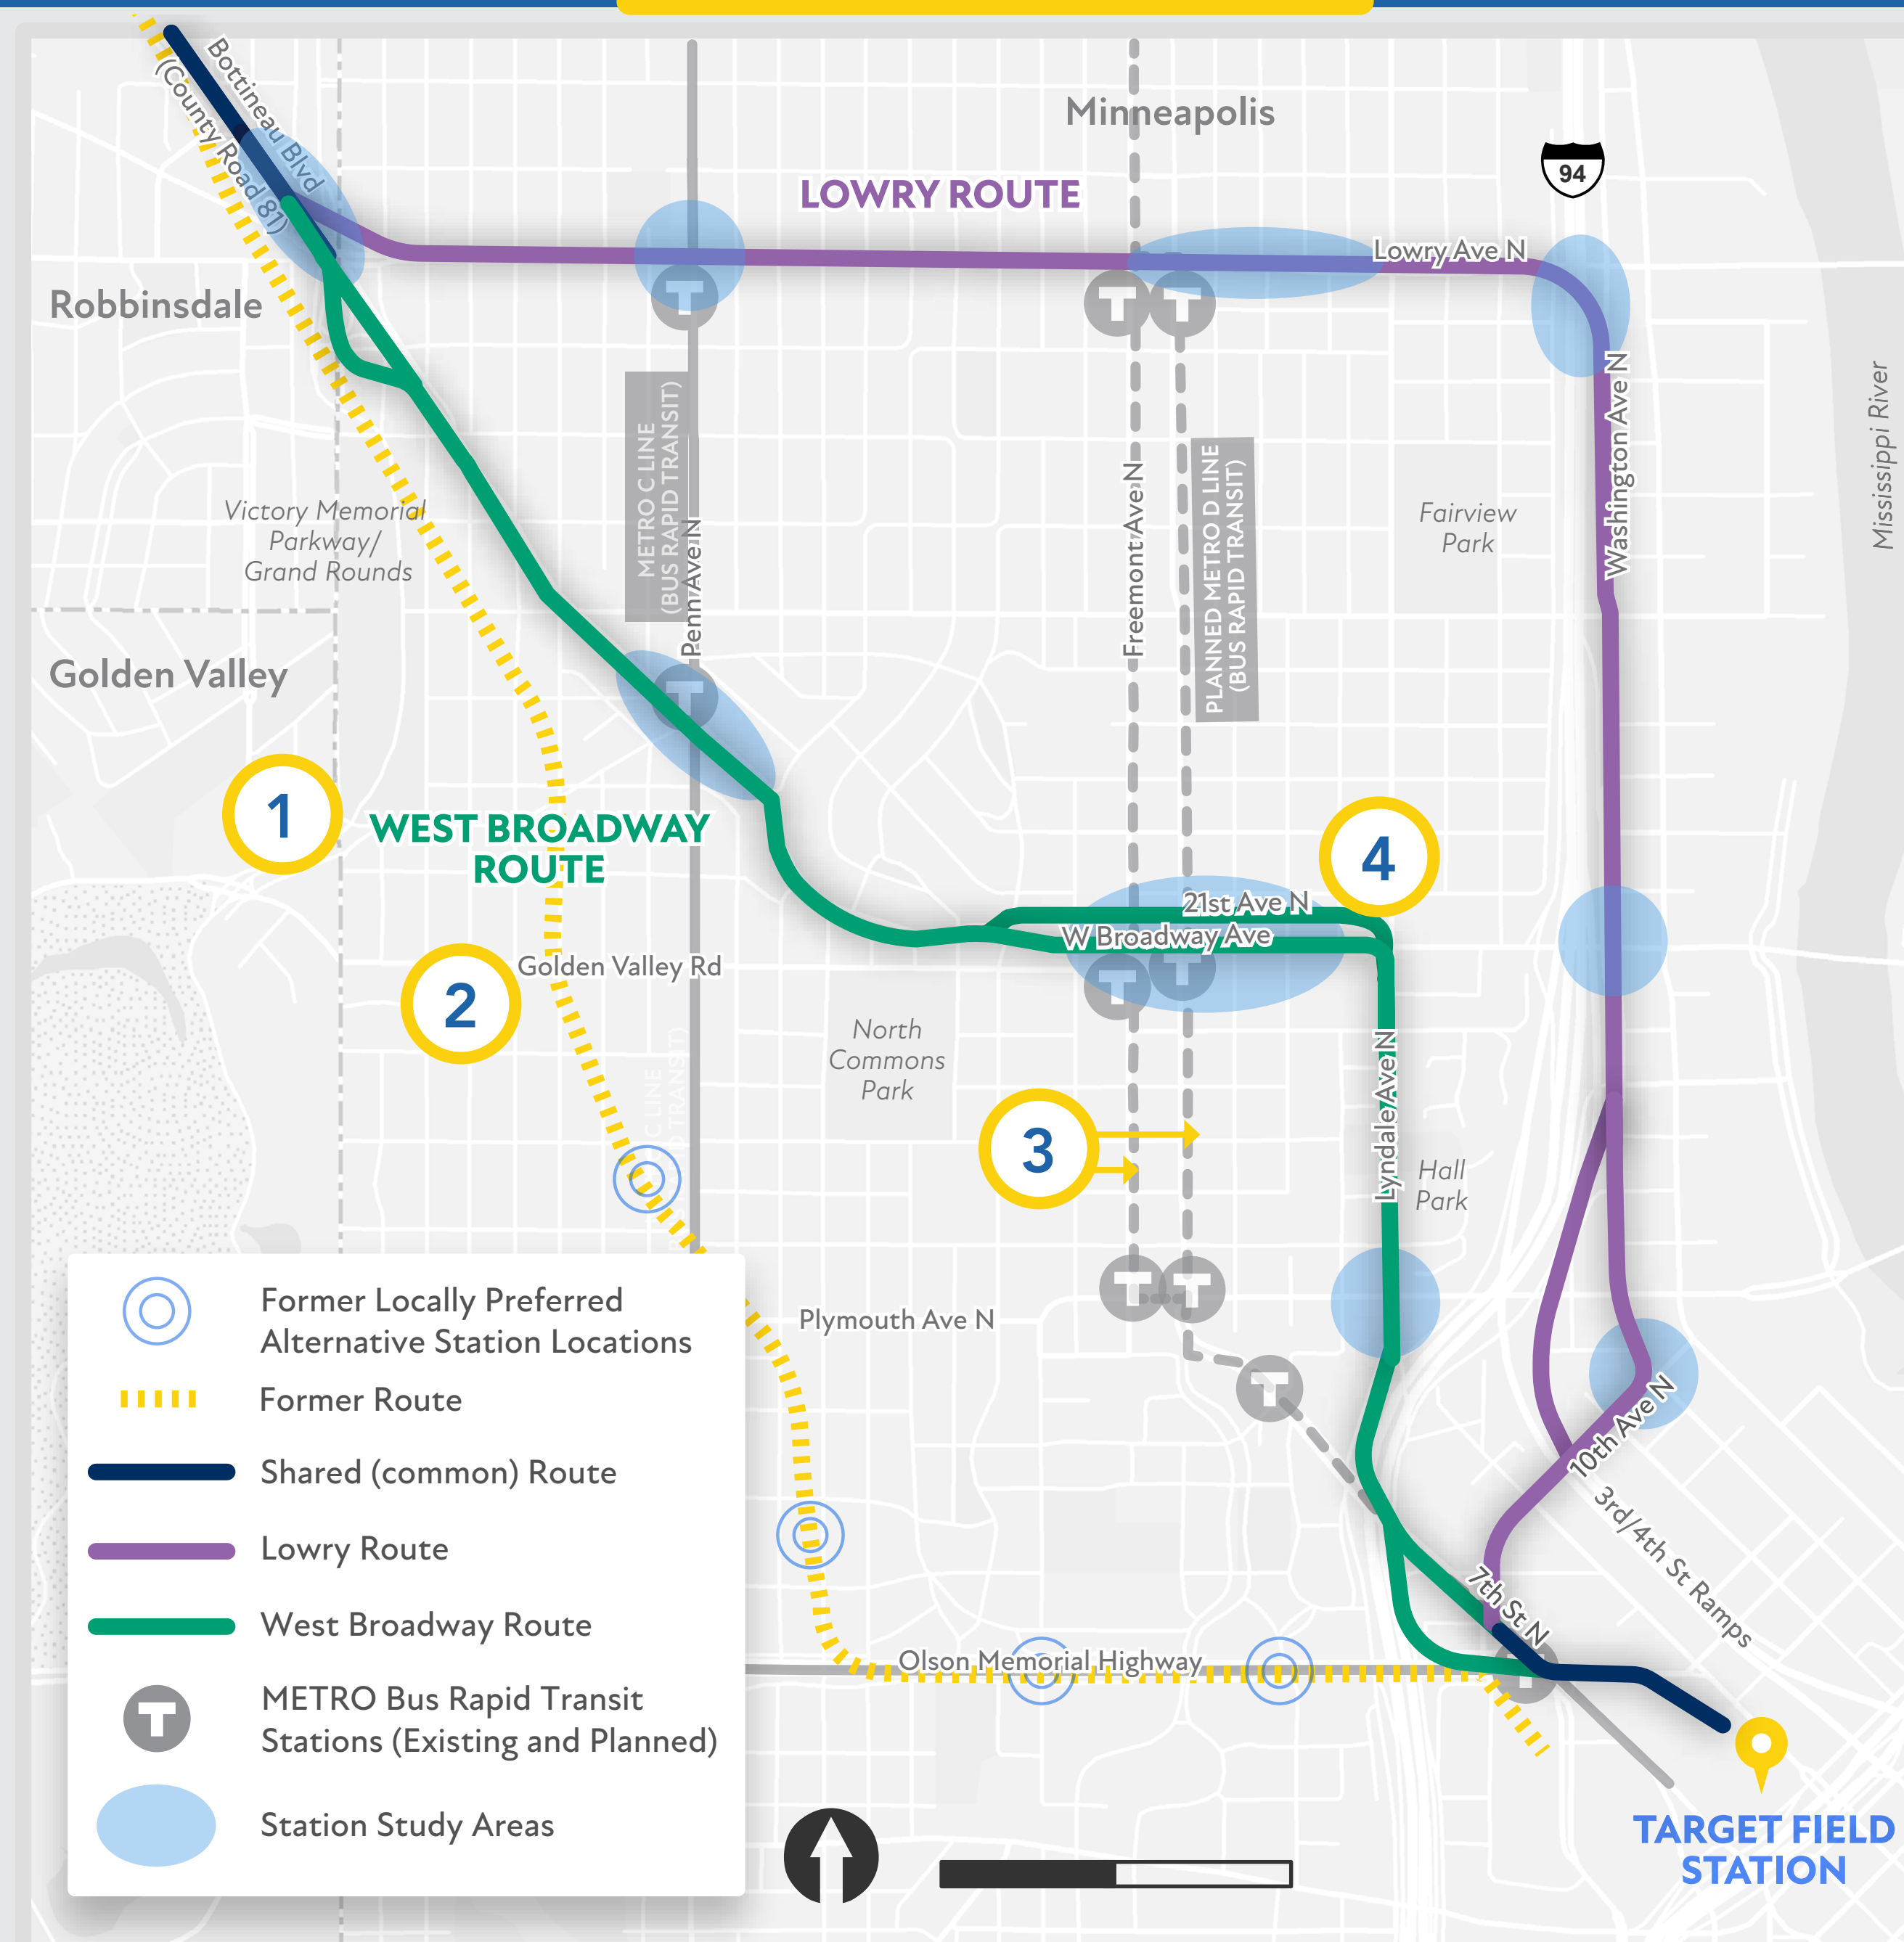 Bottineau Blvd
(County Road 81)
Minneapolis
94
LOWRY ROUTE
Lowry Ave N
Robbinsdale
T
T
T
METRO C LINE
(BUS RAPID TRANSIT)
Penn Ave N
Freemont Ave N
PLANNED METRO D LINE
(BUS RAPID TRANSIT)
Washington Ave N
Mississippi River
Fairview
Park
Victory Memorial
Parkway/
Grand Rounds
Golden Valley
T
1
WEST BROADWAY
ROUTE
4
21st Ave N
W Broadway Ave
T
T
2
Golden Valley Rd
North
Commons
Park
C LINE
TRANSIT)
3
Lyndale Ave N
Hall
Park
T
T
Plymouth Ave N
T
10th Ave N
3rd/4th St Ramps
7th St N
T
Olson Memorial Highway
TARGET FIELD
STATION
Former Locally Preferred
Alternative Station Locations
Former Route
Shared (common) Route
Lowry Route
West Broadway Route
T
METRO Bus Rapid Transit
Stations (Existing and Planned)
Station Study Areas